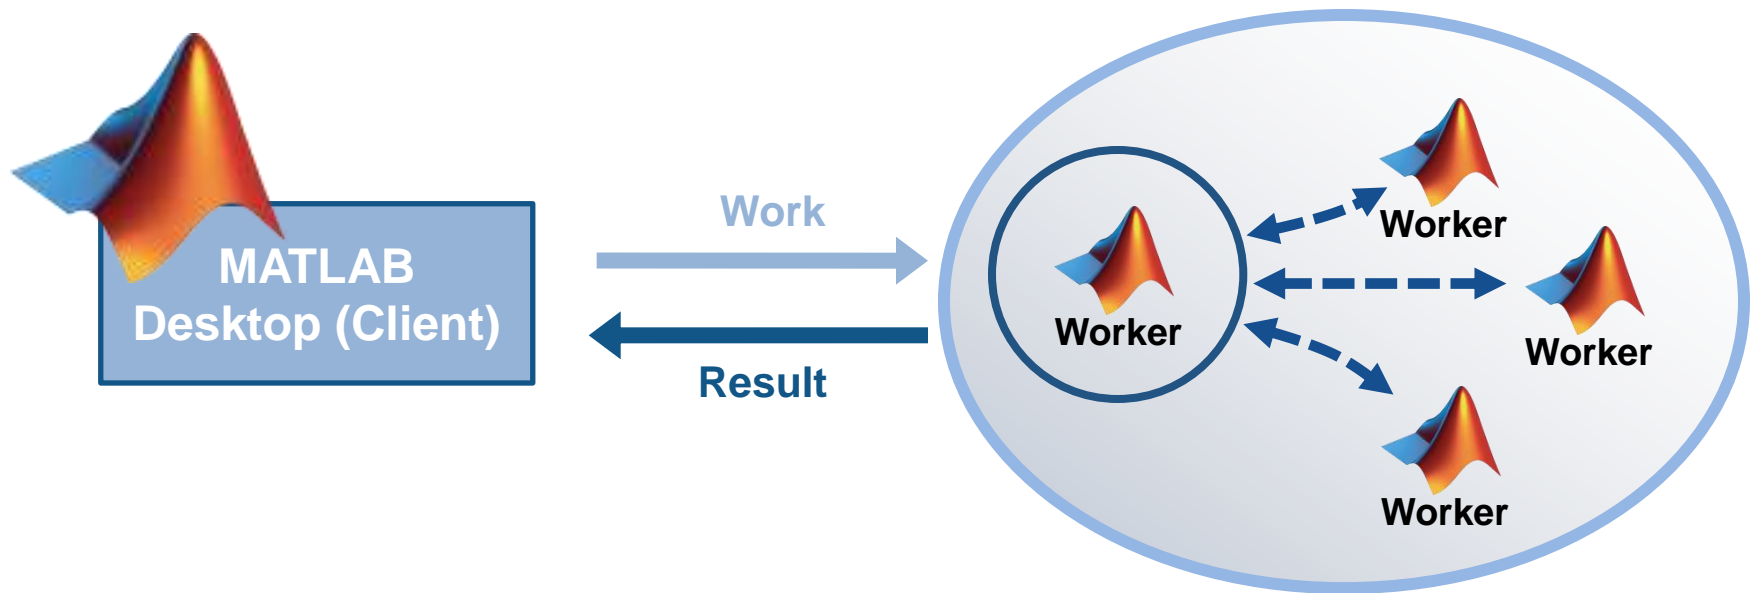 MATLAB
Desktop (Client)
Work
Result
Worker
Worker
Worker
Worker